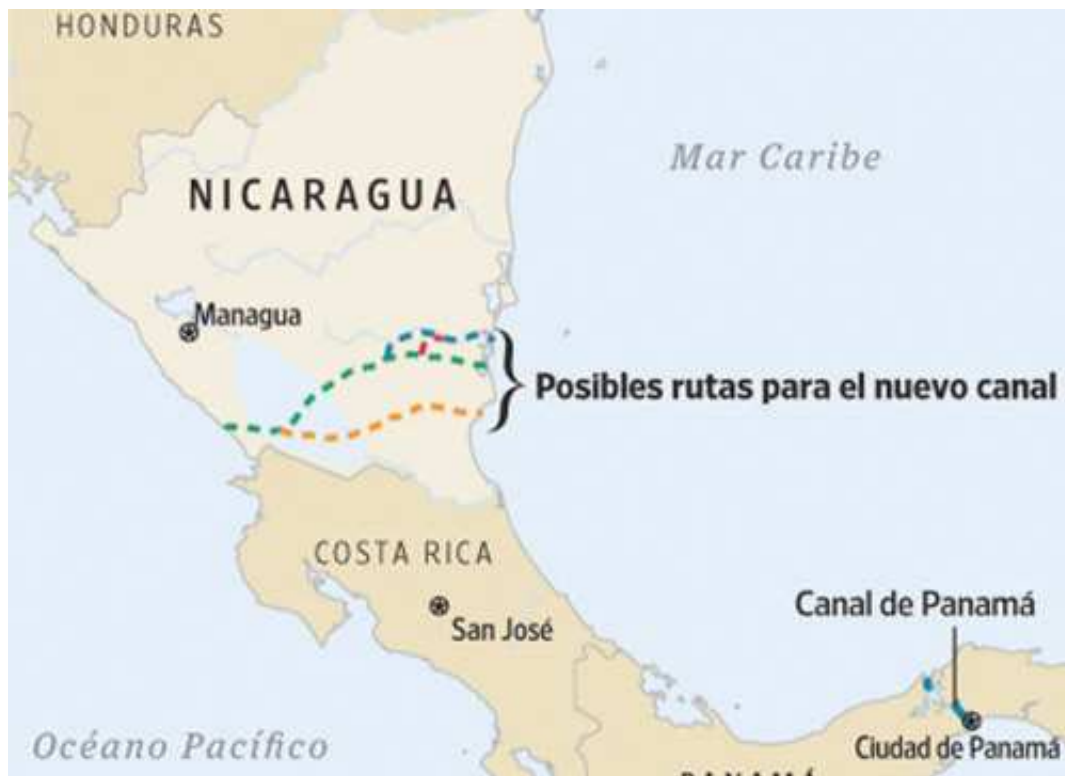 HONDURAS
Mar Caribe
NICARAGUA
Managua
Posibles rutas para el nuevo canal
COSTA RICA
San José
Canal de Panamá
Océano Pacífico
Ciudad de Panamá
PANAMÁ